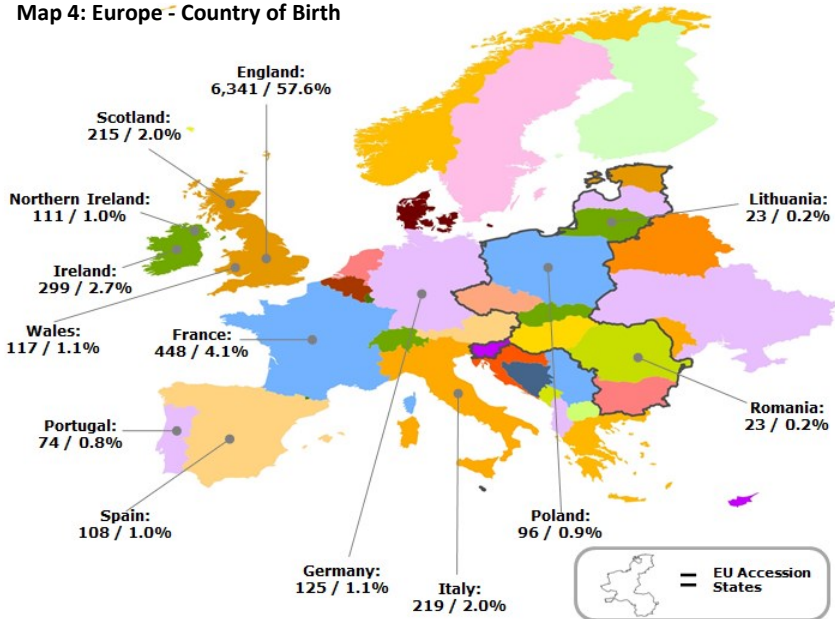 Map 4: Europe - Country of Birth
England:
6,341 / 57.6%
Scotland:
215 / 2.0%
Northern Ireland:
111 / 1.0%
Ireland:
299 / 2.7%
Wales:
117 / 1.1%
France:
448 / 4.1%
Portugal:
74 / 0.8%
Spain:
108 / 1.0%
Germany:
125 / 1.1%
Italy:
219 / 2.0%
Poland:
96 / 0.9%
Lithuania:
23 / 0.2%
Romania:
23 / 0.2%
= EU Accession
States